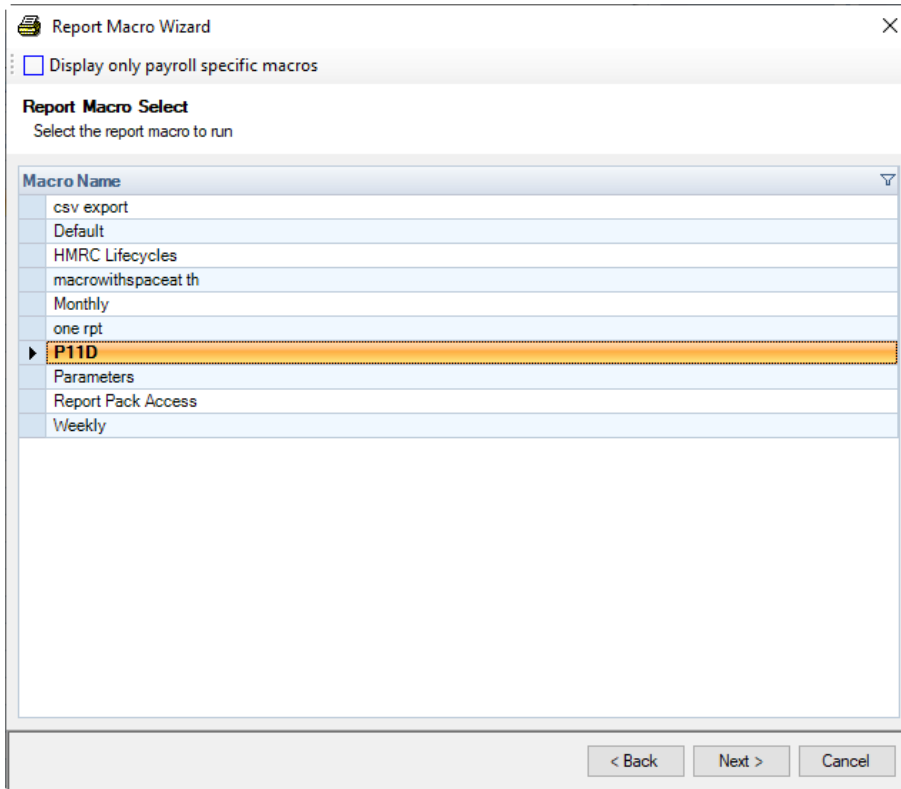 Report Macro Wizard
Display only payroll specific macros
Report Macro Select
Select the report macro to run
Macro Name
csv export
Default
HMRC Lifecycles
macrowithspaceat th
Monthly
one rpt
P11D
Parameters
Report Pack Access
Weekly
< Back Next > Cancel